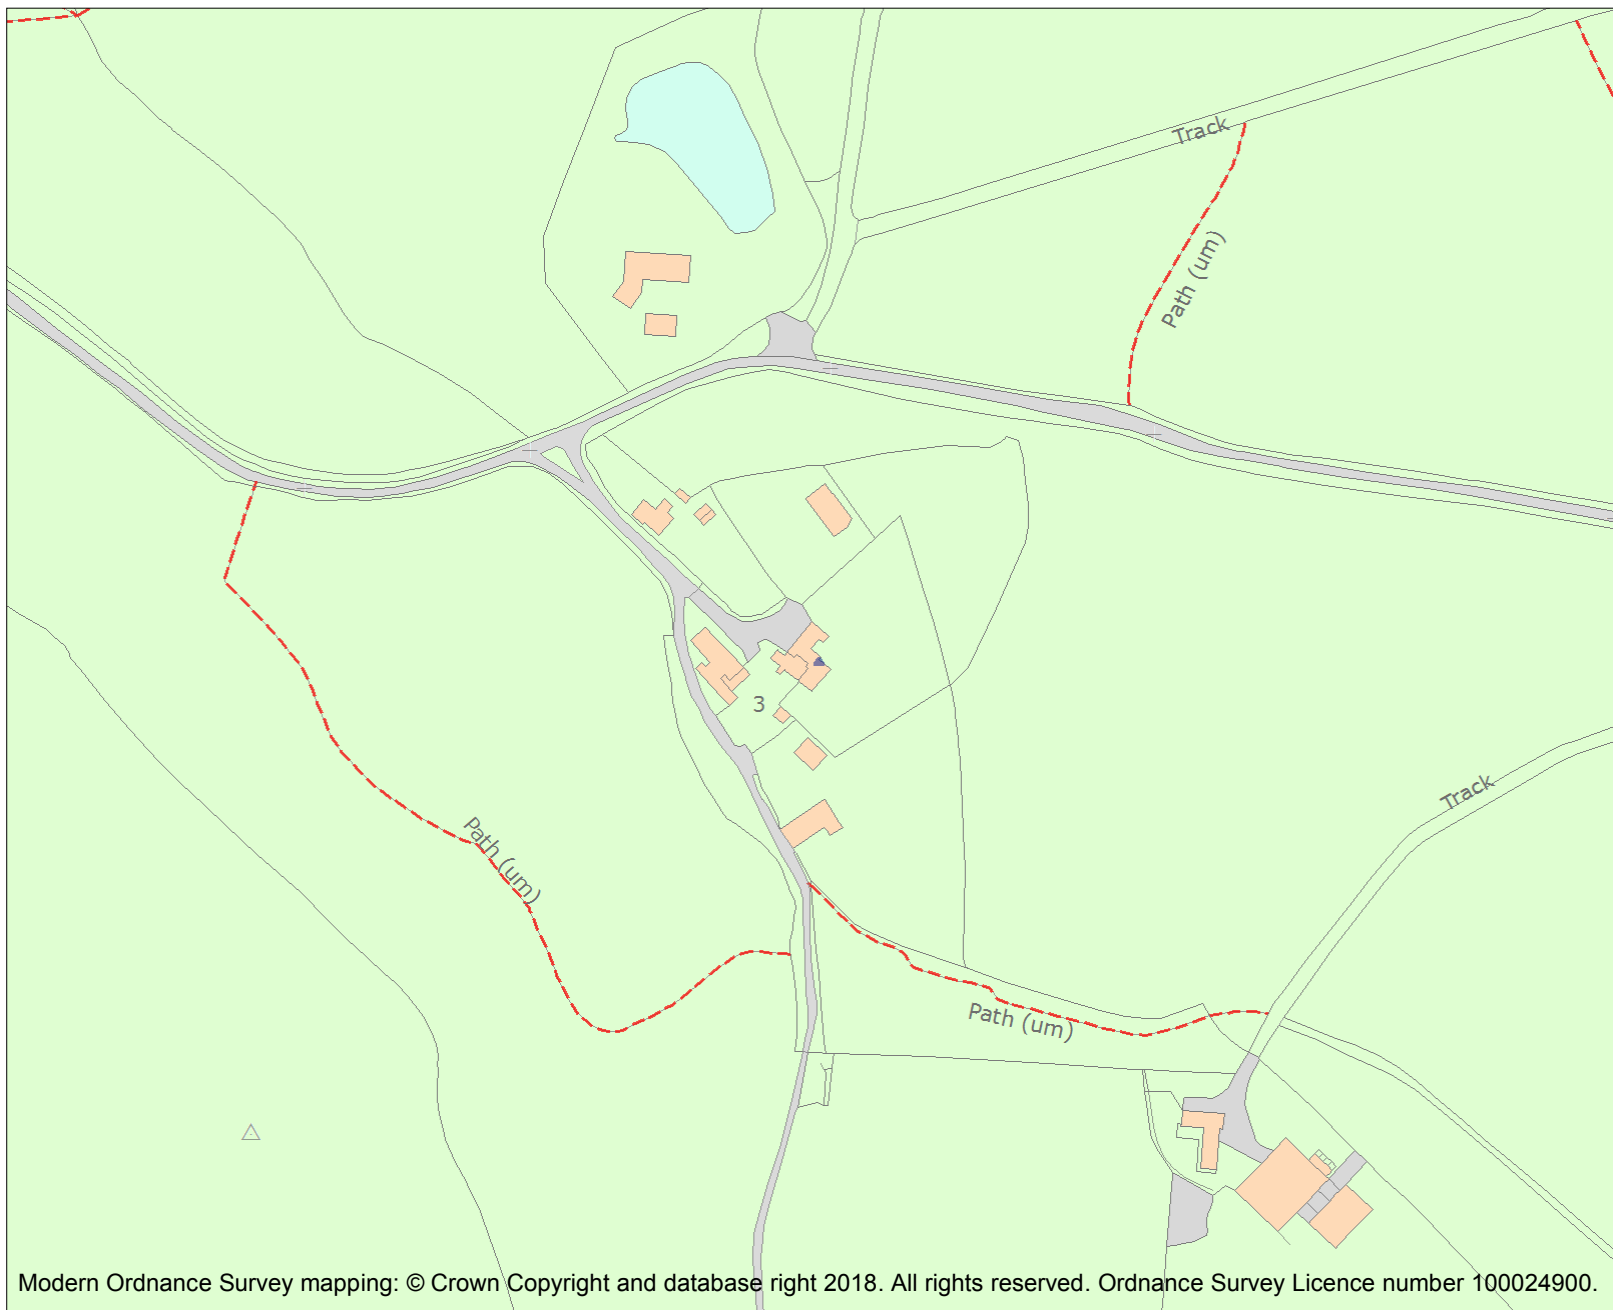 Track
Path (um)
3
Track
Path (um)
Path (um)
Modern Ordnance Survey mapping: © Crown Copyright and database right 2018. All rights reserved. Ordnance Survey Licence number 100024900.